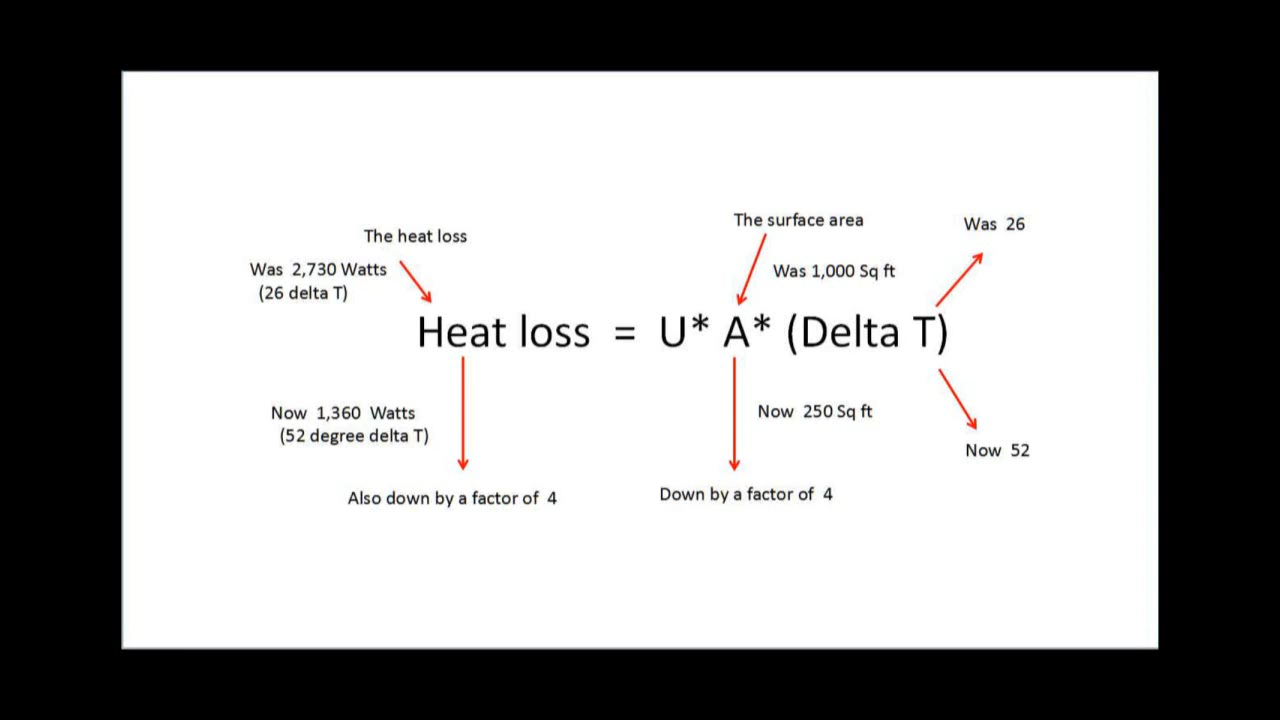 The surface area
Was 26
The heat loss
Was 2,730 Watts
(26 delta T)
Was 1,000 Sq ft
Heat loss = U* A* (Delta T)
Now 1,360 Watts
(52 degree delta T)
Now 250 Sq ft
Now 52
Also down by a factor of 4
Down by a factor of 4